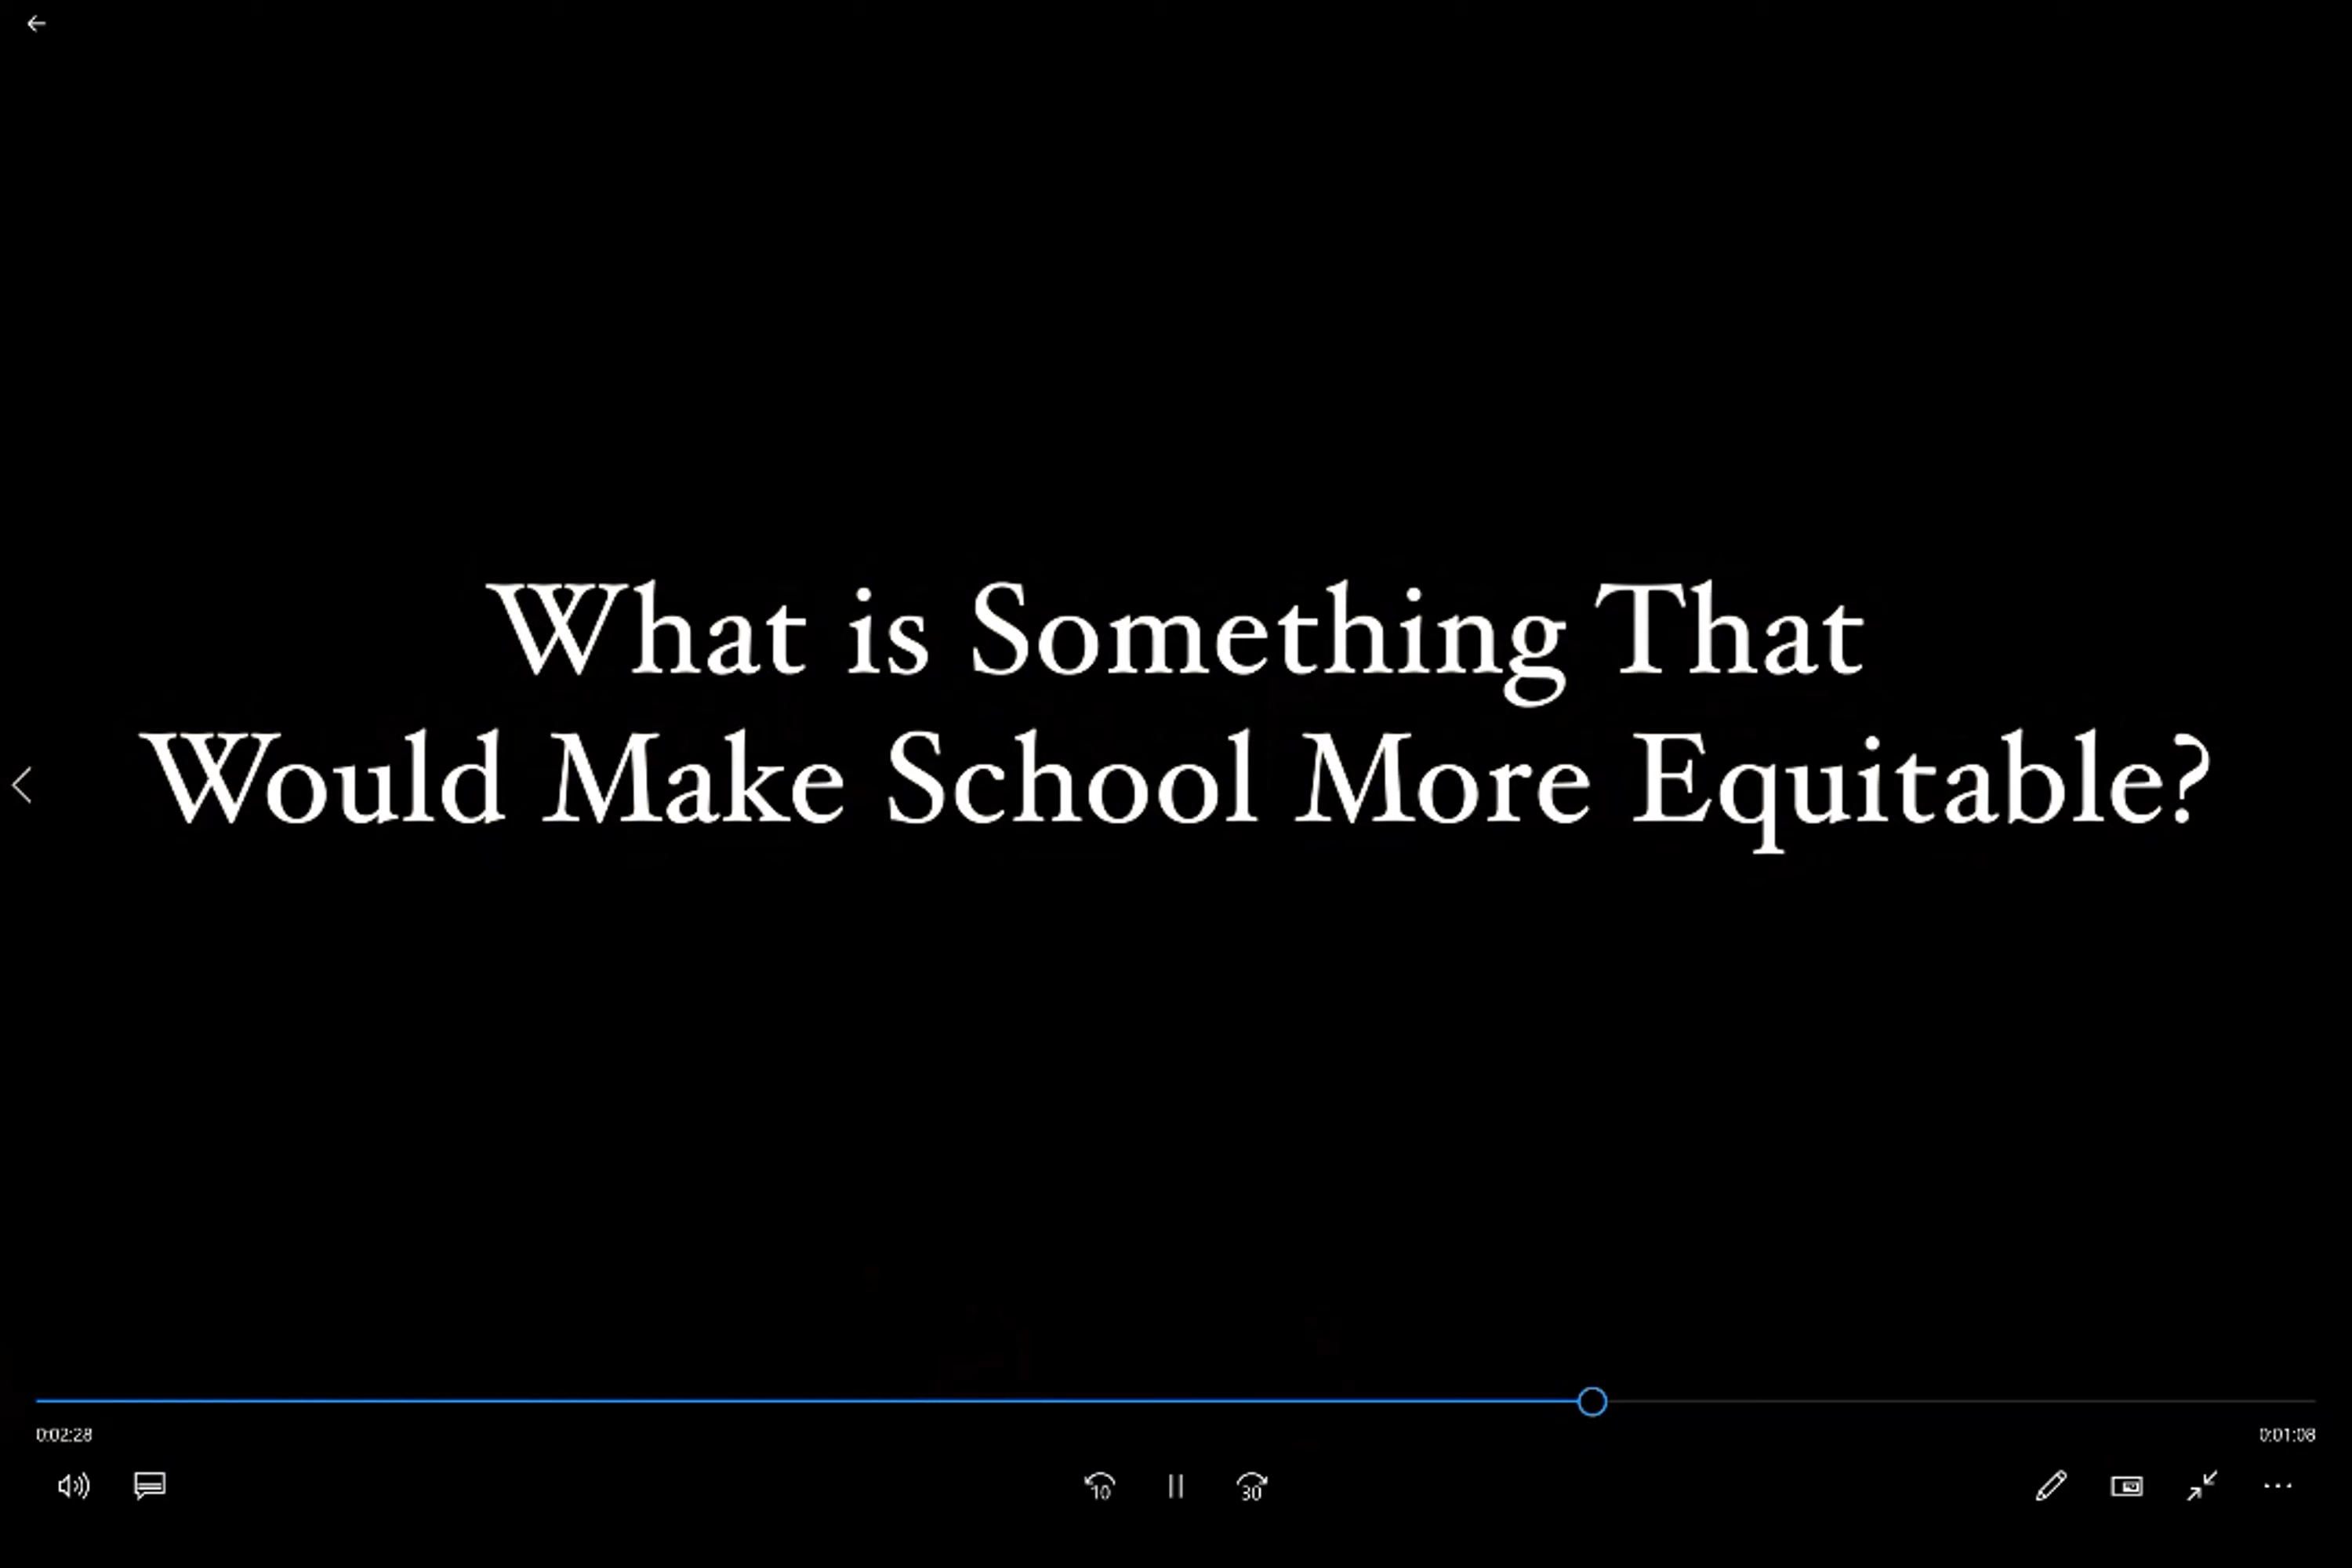 What is Something That
Would Make School More Equitable?
0:02:28
0:01:08
10
30